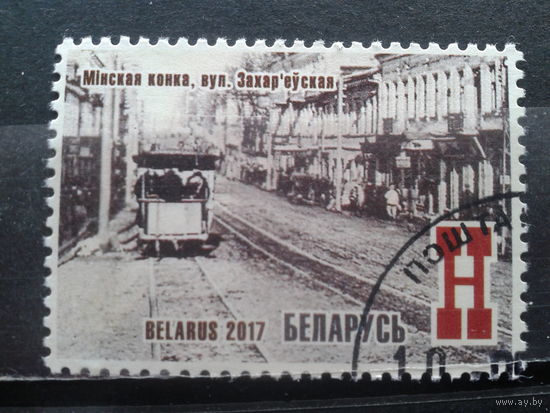 Мінская конка, вул. Захар'еўская
Н
BELARUS 2017 БЕЛАРУСЬ
www.ay.by